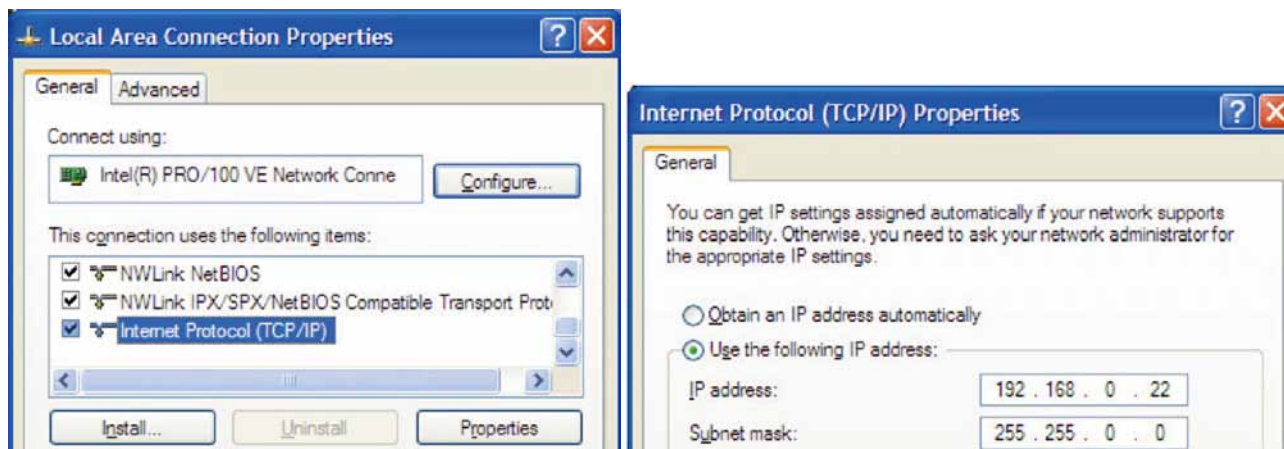 Local Area Connection Properties
General Advanced
Connect using:
Intel(R) PRO/100 VE Network Conne
Configure...
This connection uses the following items:
NWLink NetBIOS
NWLink IPX/SPX/NetBIOS Compatible Transport Proto
Internet Protocol (TCP/IP)
Install... Uninstall Properties
Internet Protocol (TCP/IP) Properties
General
You can get IP settings assigned automatically if your network supports
this capability. Otherwise, you need to ask your network administrator for
the appropriate IP settings.
Obtain an IP address automatically
Use the following IP address:
IP address: 192 . 168 . 0 . 22
Subnet mask: 255 . 255 . 0 . 0